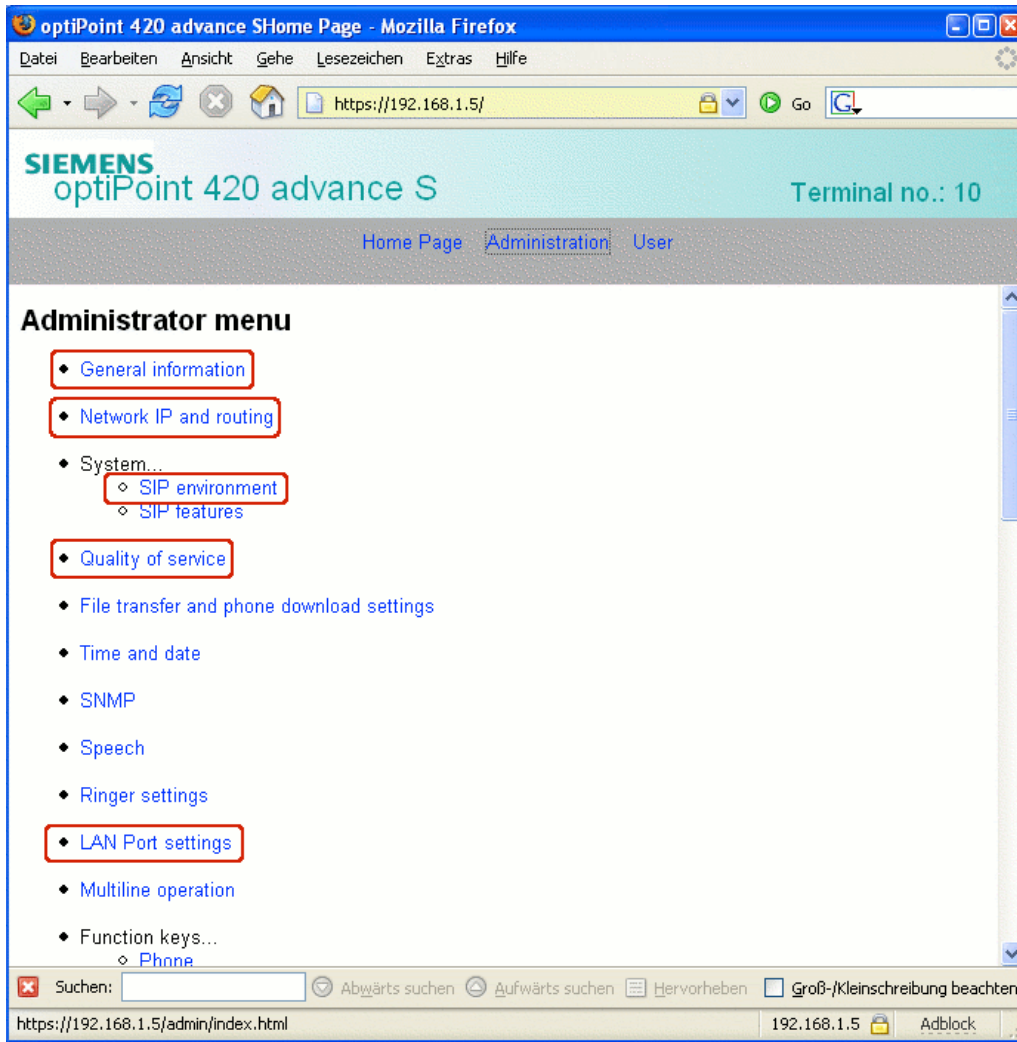 optiPoint 420 advance SHome Page - Mozilla Firefox
Datei Bearbeiten Ansicht Gehe Lesezeichen Extras Hilfe
https://192.168.1.5/ Go G
SIEMENS
optiPoint 420 advance S
Terminal no.: 10
Home Page Administration User
Administrator menu
General information
Network IP and routing
System...
SIP environment
SIP features
Quality of service
File transfer and phone download settings
Time and date
SNMP
Speech
Ringer settings
LAN Port settings
Multiline operation
Function keys...
Phone
Suchen: Abwärts suchen Aufwärts suchen Hervorheben Groß-/Kleinschreibung beachten
https://192.168.1.5/admin/index.html 192.168.1.5 Adblock